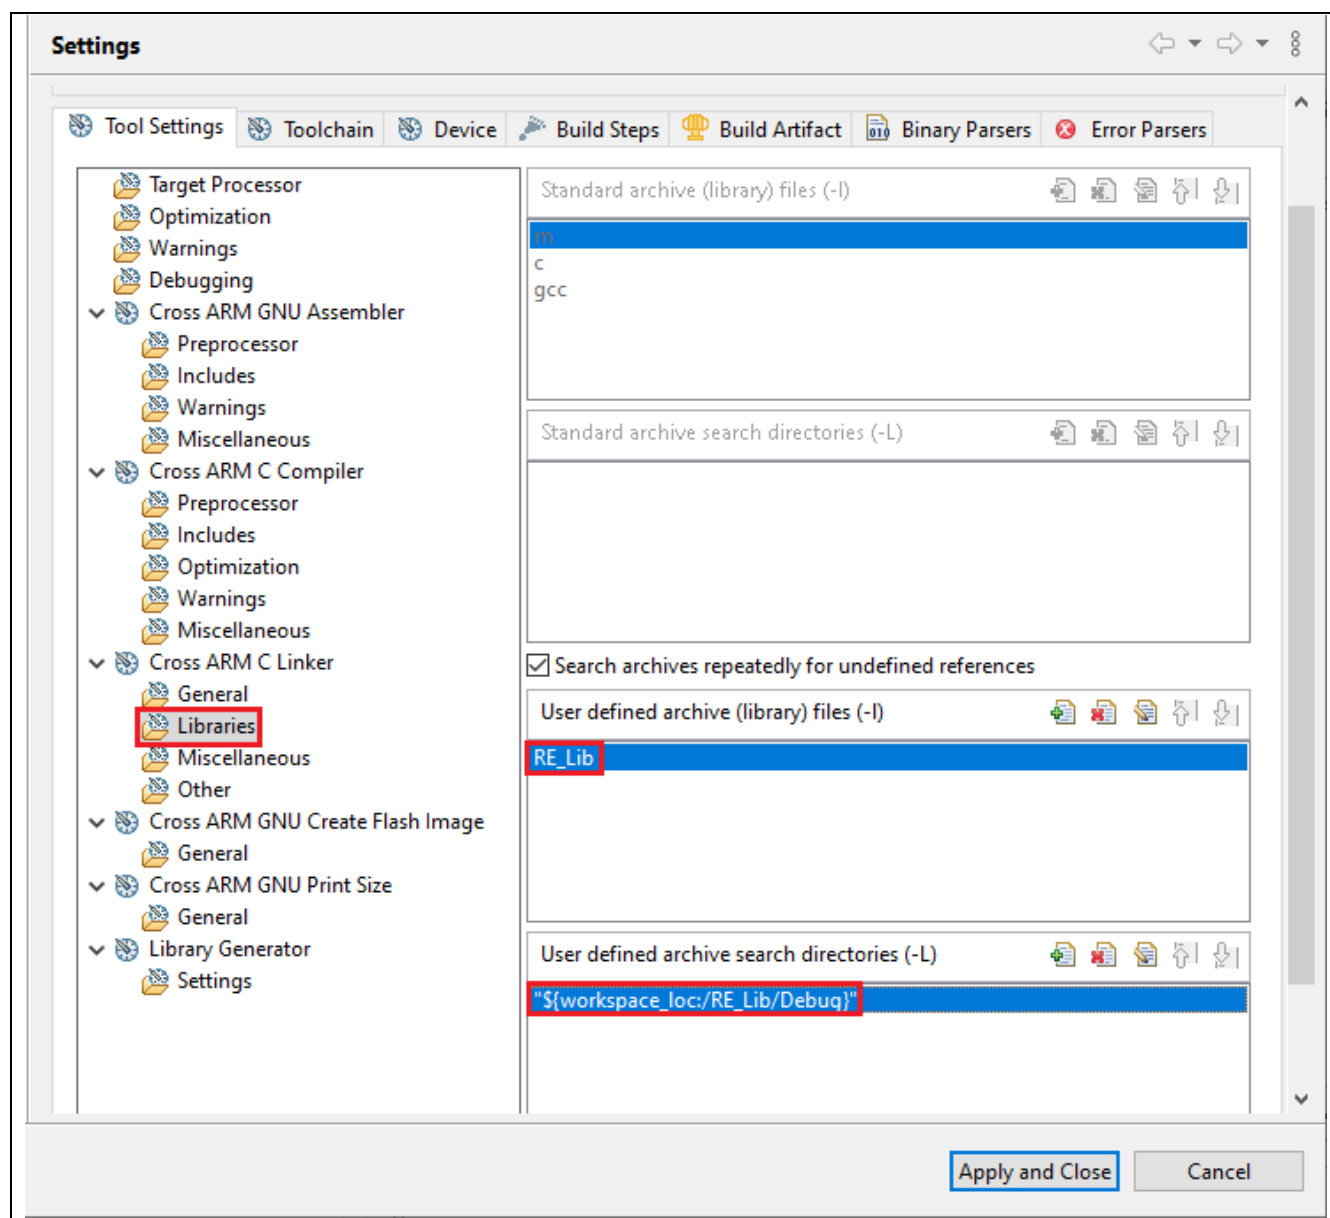 Settings
Tool Settings Toolchain Device Build Steps Build Artifact Binary Parsers Error Parsers
Target Processor
Optimization
Warnings
Debugging
Cross ARM GNU Assembler
Preprocessor
Includes
Warnings
Miscellaneous
Cross ARM C Compiler
Preprocessor
Includes
Optimization
Warnings
Miscellaneous
Cross ARM C Linker
General
Libraries
Miscellaneous
Other
Cross ARM GNU Create Flash Image
General
Cross ARM GNU Print Size
General
Library Generator
Settings
Standard archive (library) files (-l)
m
c
gcc
Standard archive search directories (-L)
Search archives repeatedly for undefined references
User defined archive (library) files (-l)
RE_Lib
User defined archive search directories (-L)
"${workspace_loc:/RE_Lib/Debug}"
Apply and Close
Cancel